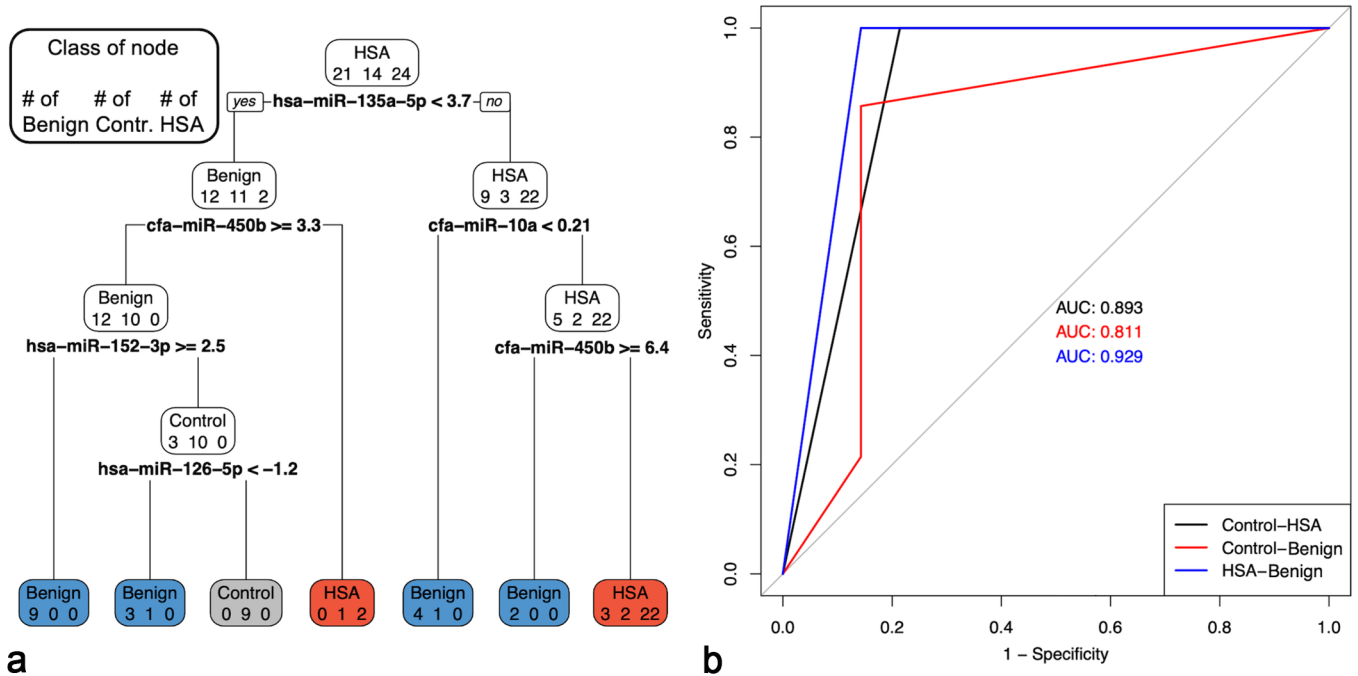 Class of node
# of # of # of
Benign Contr. HSA
HSA
21 14 24
yes hsa–miR–135a–5p < 3.7 no
Benign
12 11 2
HSA
9 3 22
cfa–miR–450b >= 3.3
cfa–miR–10a < 0.21
Benign
12 10 0
HSA
5 2 22
hsa–miR–152–3p >= 2.5
cfa–miR–450b >= 6.4
Control
3 10 0
hsa–miR–126–5p < −1.2
Benign
9 0 0
Benign
3 1 0
Control
0 9 0
HSA
0 1 2
Benign
4 1 0
Benign
2 0 0
HSA
3 2 22
a
Sensitivity
1.0
0.8
0.6
0.4
0.2
0.0
AUC: 0.893
AUC: 0.811
AUC: 0.929
Control–HSA
Control–Benign
HSA–Benign
0.0 0.2 0.4 0.6 0.8 1.0
1 − Specificity
b